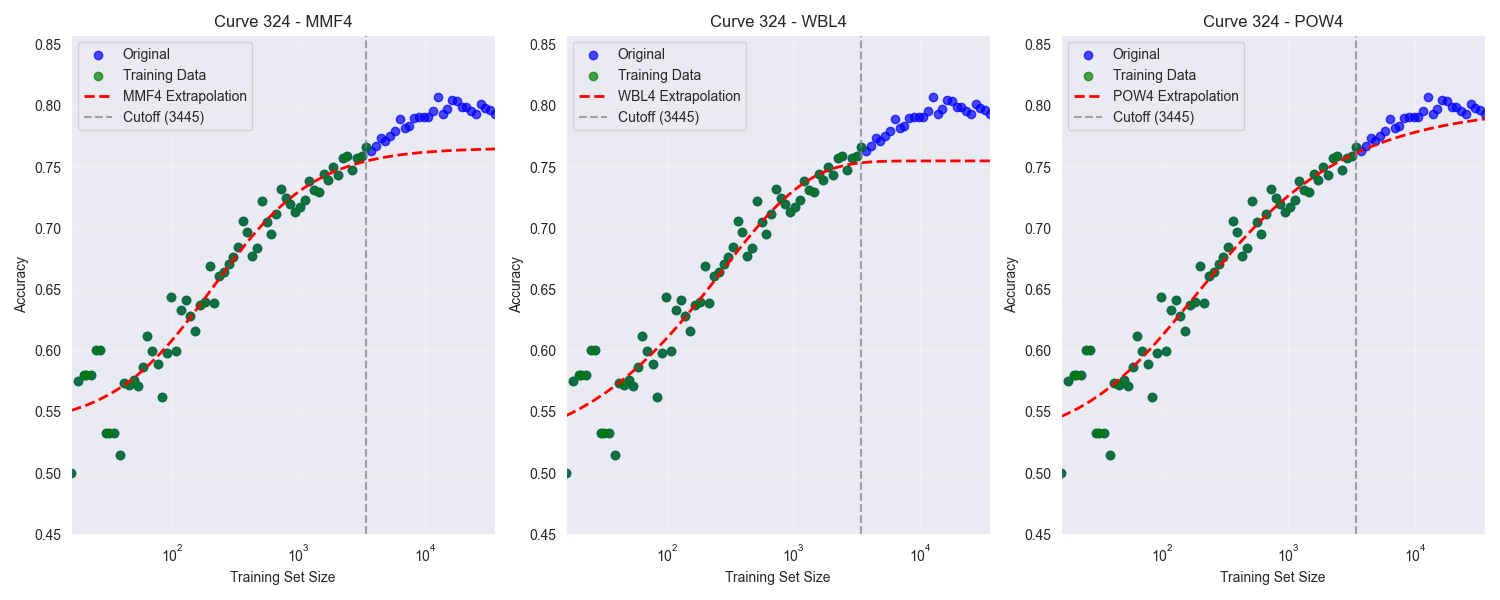 Curve 324 - MMF4
Original
Training Data
MMF4 Extrapolation
Cutoff (3445)
0.85
0.80
0.75
0.70
0.65
0.60
0.55
0.50
0.45
Accuracy
10²
10³
10⁴
Training Set Size
Curve 324 - WBL4
Original
Training Data
WBL4 Extrapolation
Cutoff (3445)
0.85
0.80
0.75
0.70
0.65
0.60
0.55
0.50
0.45
Accuracy
10²
10³
10⁴
Training Set Size
Curve 324 - POW4
Original
Training Data
POW4 Extrapolation
Cutoff (3445)
0.85
0.80
0.75
0.70
0.65
0.60
0.55
0.50
0.45
Accuracy
10²
10³
10⁴
Training Set Size